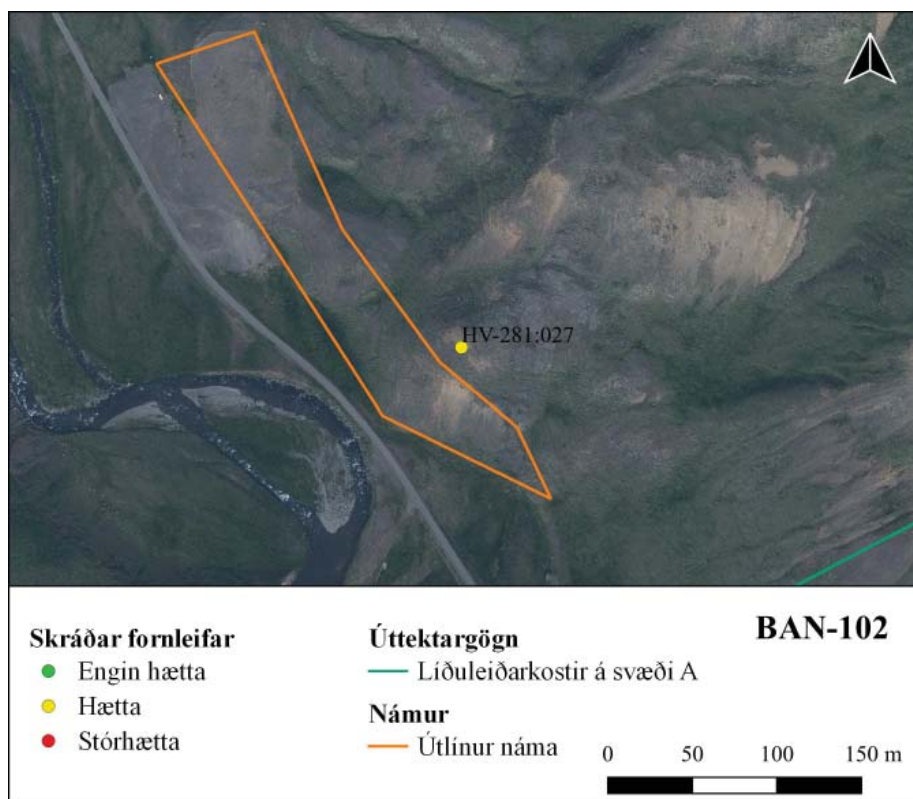 HV-281:027
BAN-102
Skráðar fornleifar
Engin hætta
Hætta
Stórhætta
Úttektargögn
Líðuleiðarkostir á svæði A
Námur
Útlínur náma
0 50 100 150 m